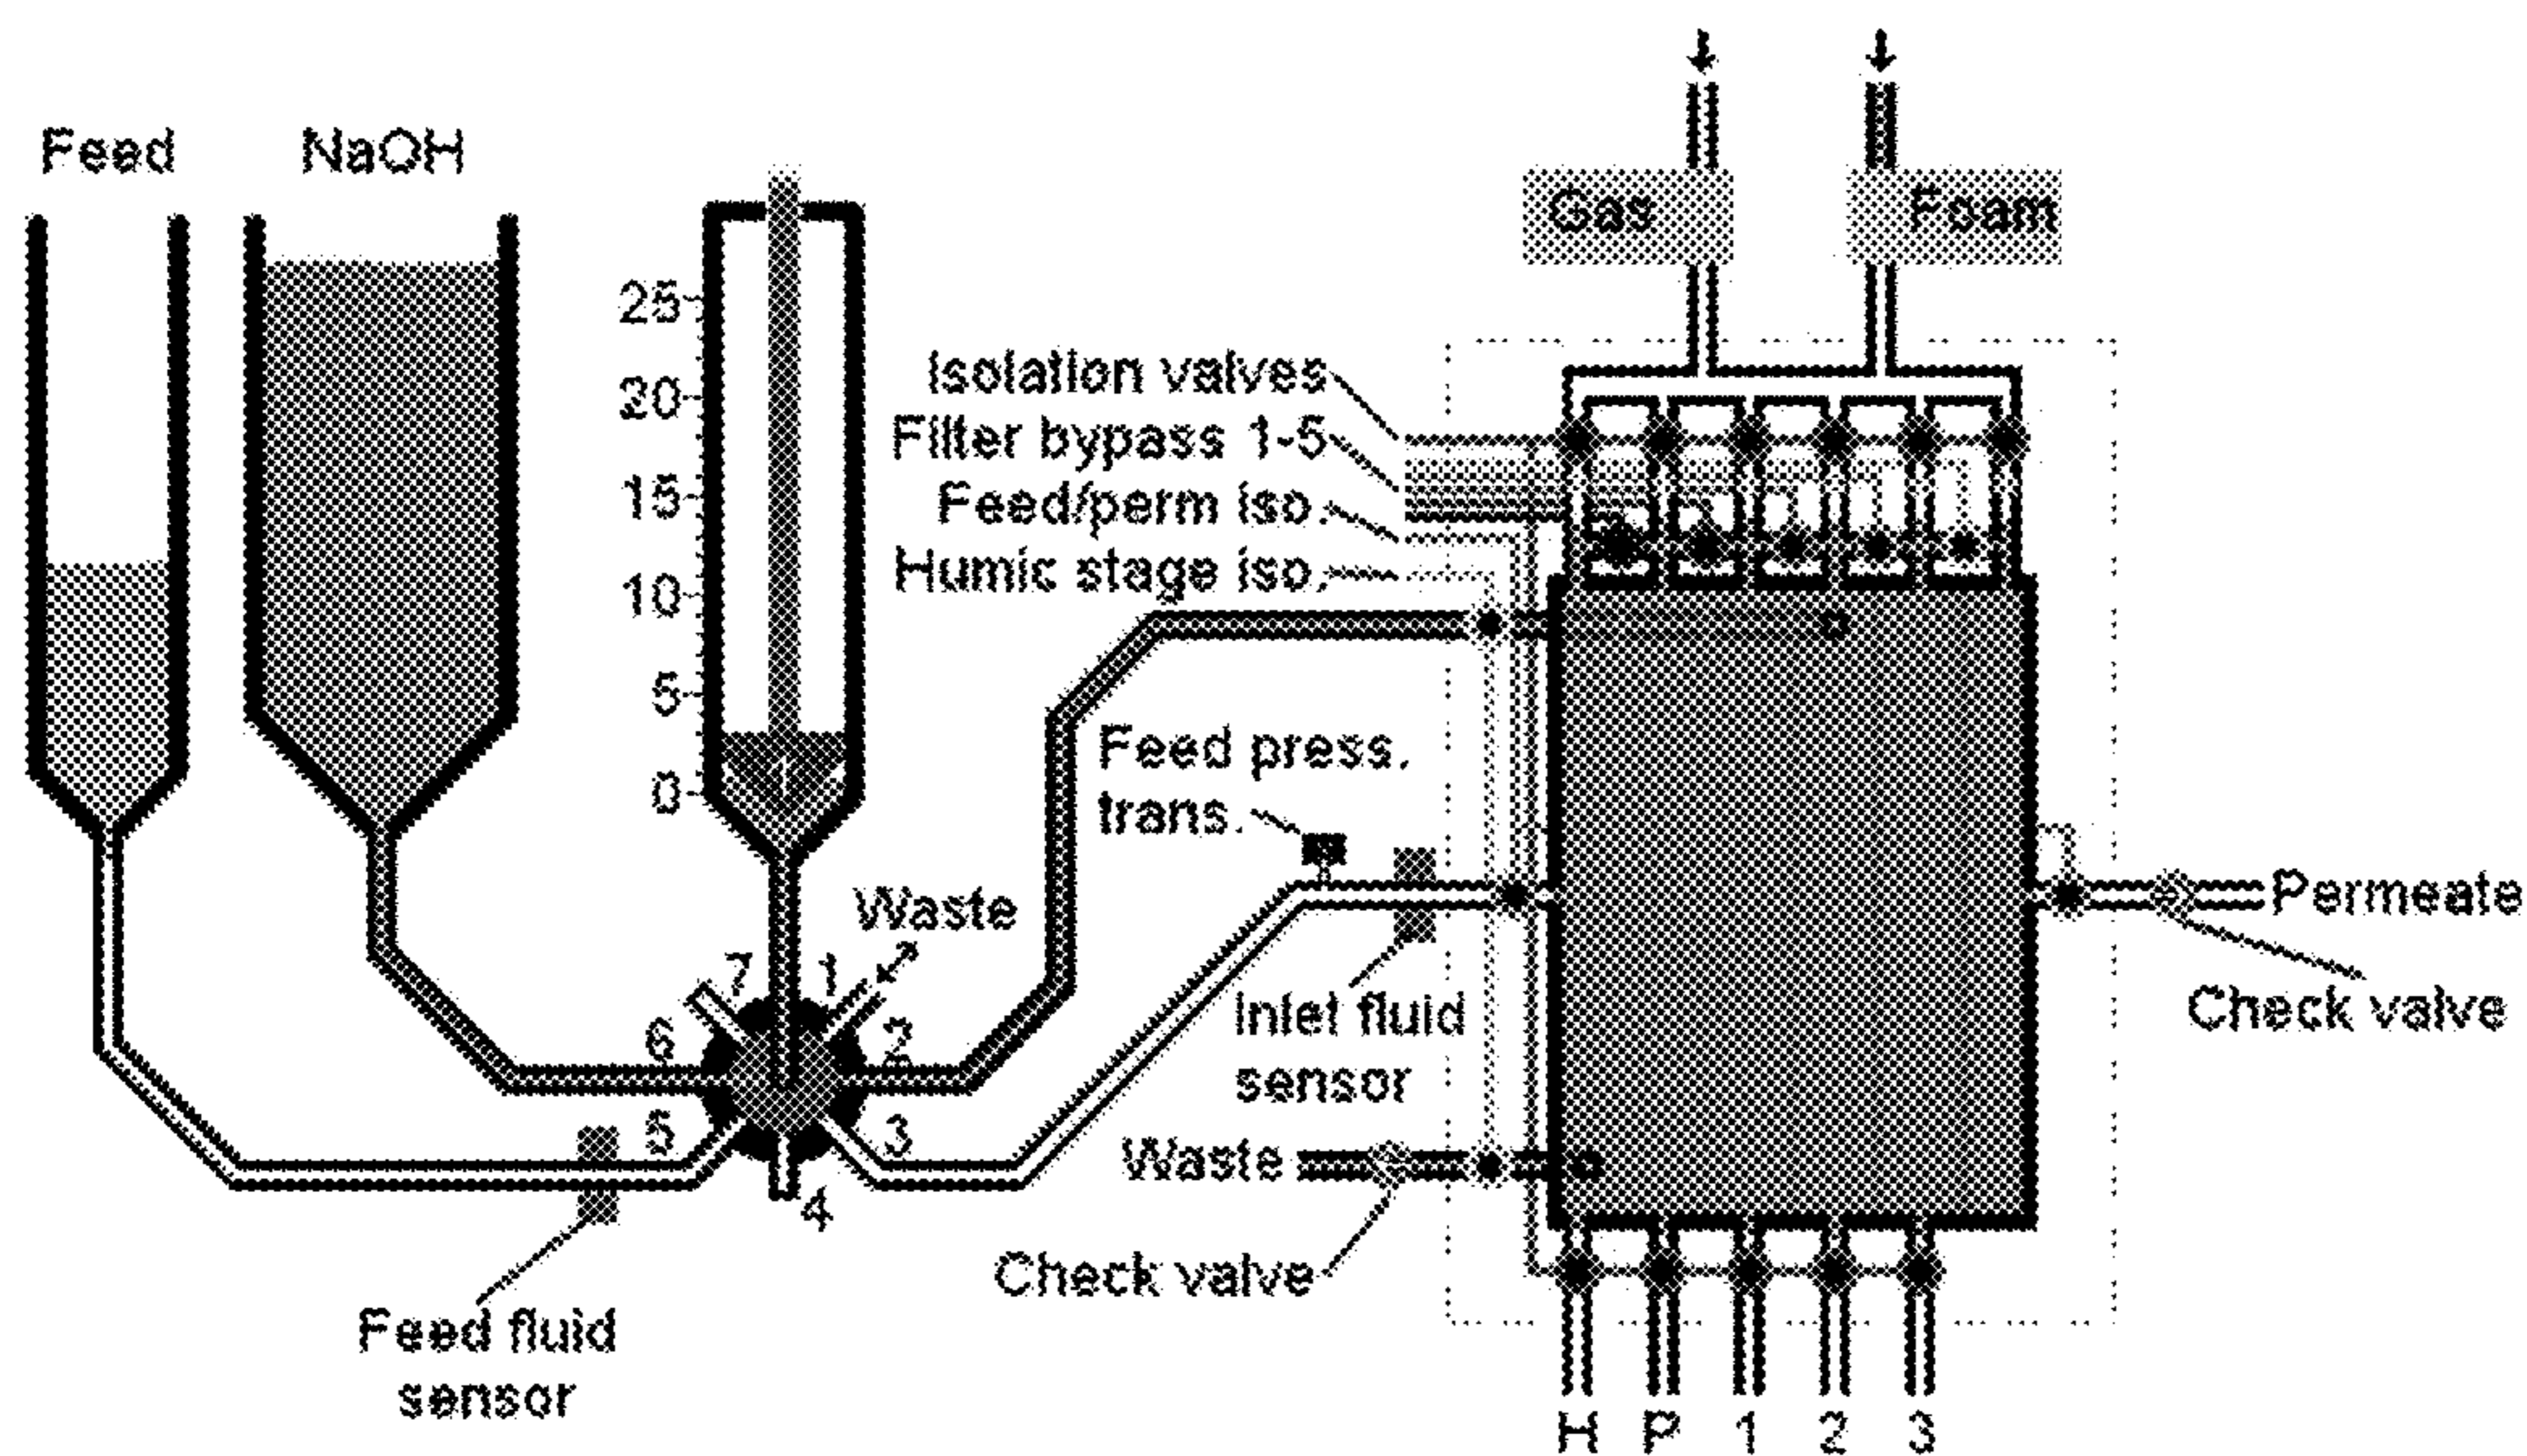 Feed
NaOH
Gas
Foam
25
20
15
10
5
0
1
Isolation valves
Filter bypass 1-5
Feed/perm iso.
Humic stage iso.
Feed press.
trans.
Waste
7
1
6
2
5
3
4
Inlet fluid
sensor
Permeate
Check valve
Waste
Check valve
Feed fluid
sensor
H P 1 2 3